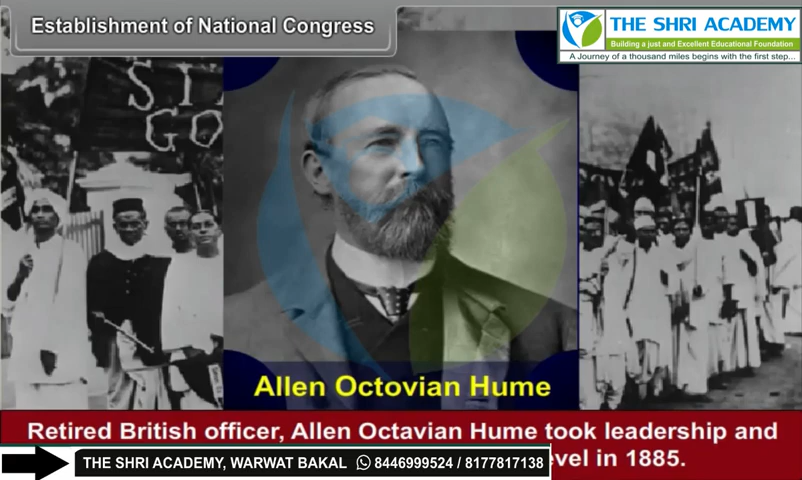 Establishment of National Congress
THE SHRI ACADEMY
Building a just and Excellent Educational Foundation
A Journey of a thousand miles begins with the first step...
Allen Octovian Hume
Retired British officer, Allen Octavian Hume took leadership and
in 1885.
THE SHRI ACADEMY, WARWAT BAKAL 8446999524 / 8177817138